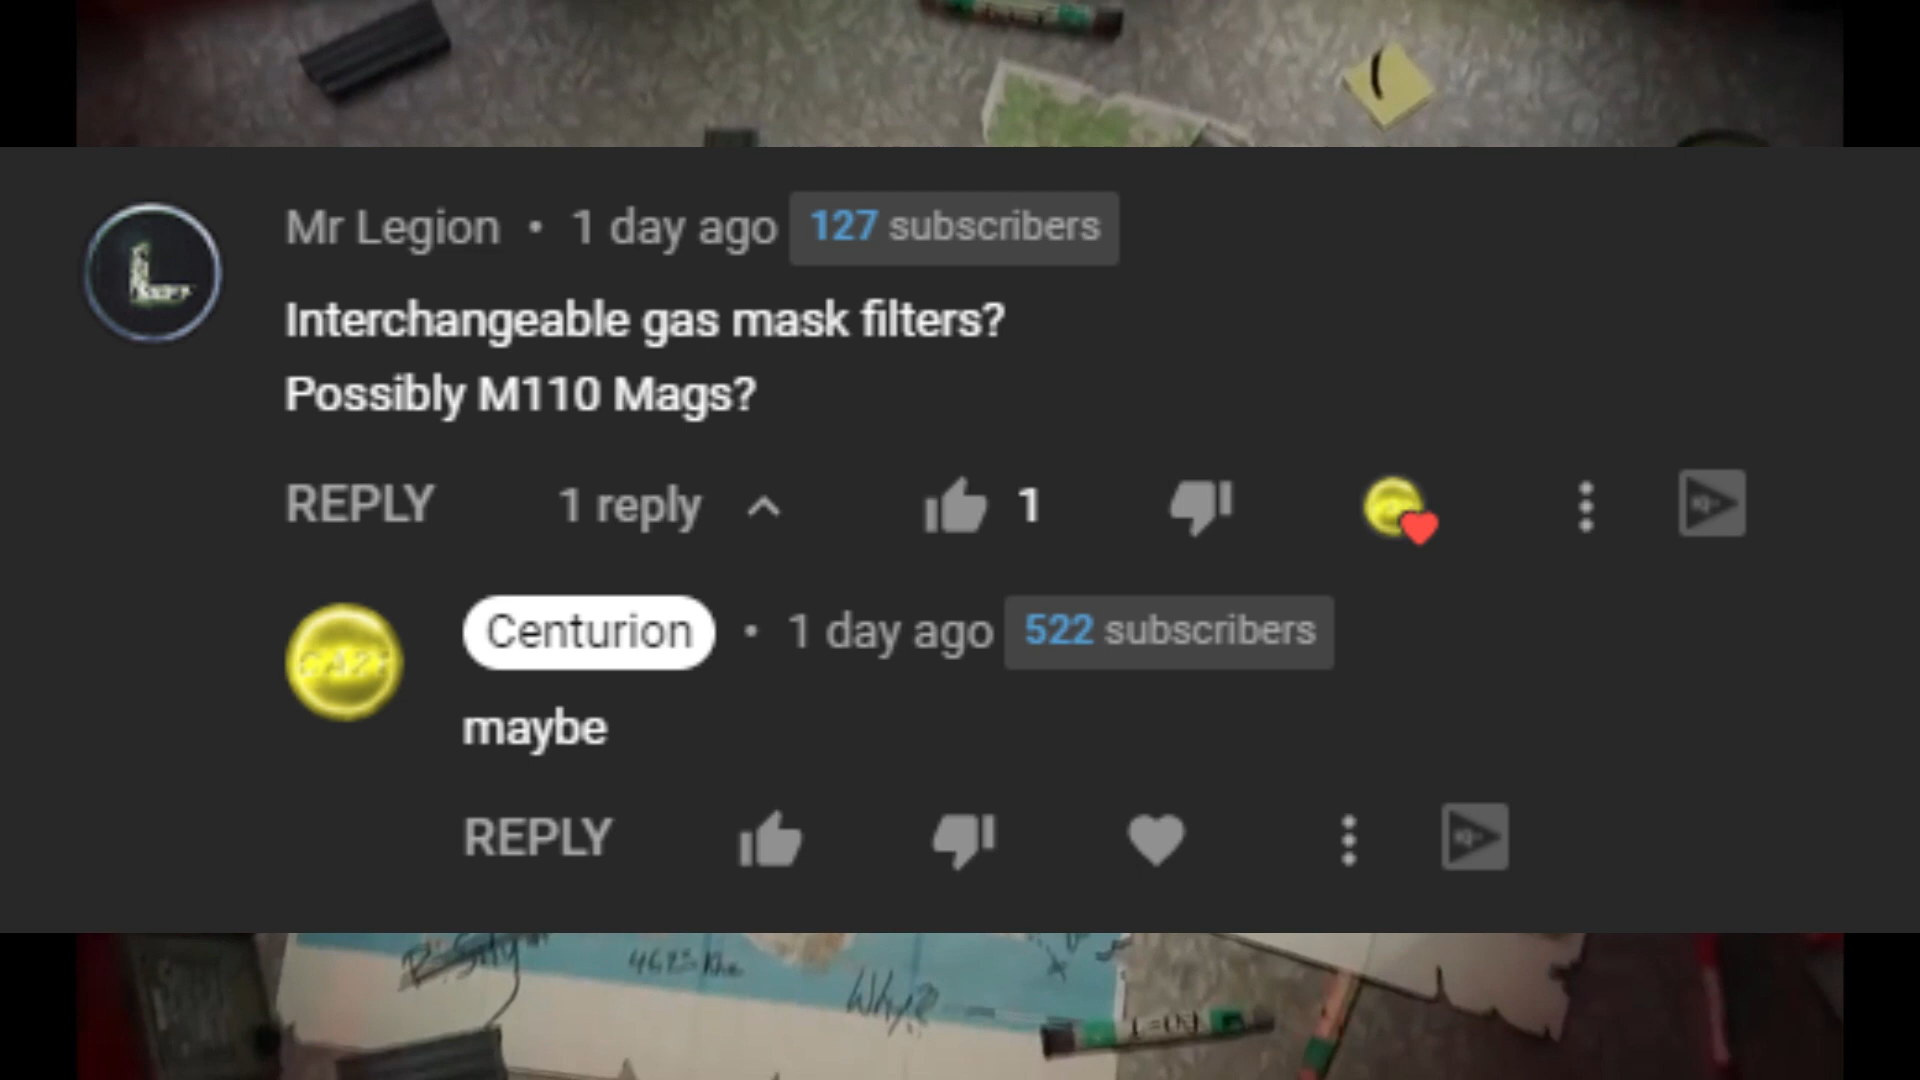 Mr Legion • 1 day ago 127 subscribers
Interchangeable gas mask filters?
Possibly M110 Mags?
REPLY 1 reply 1
Centurion • 1 day ago 522 subscribers
maybe
REPLY
Why?